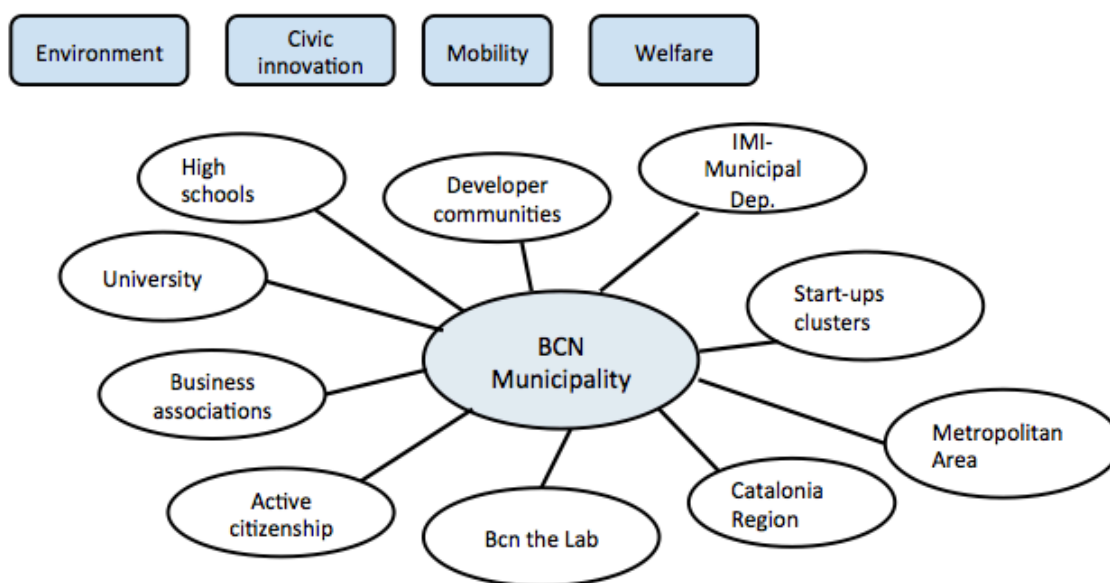 Environment
Civic
innovation
Mobility
Welfare
High
schools
Developer
communities
IMI-
Municipal
Dep.
University
Start-ups
clusters
BCN
Municipality
Business
associations
Metropolitan
Area
Active
citizenship
Bcn the Lab
Catalonia
Region